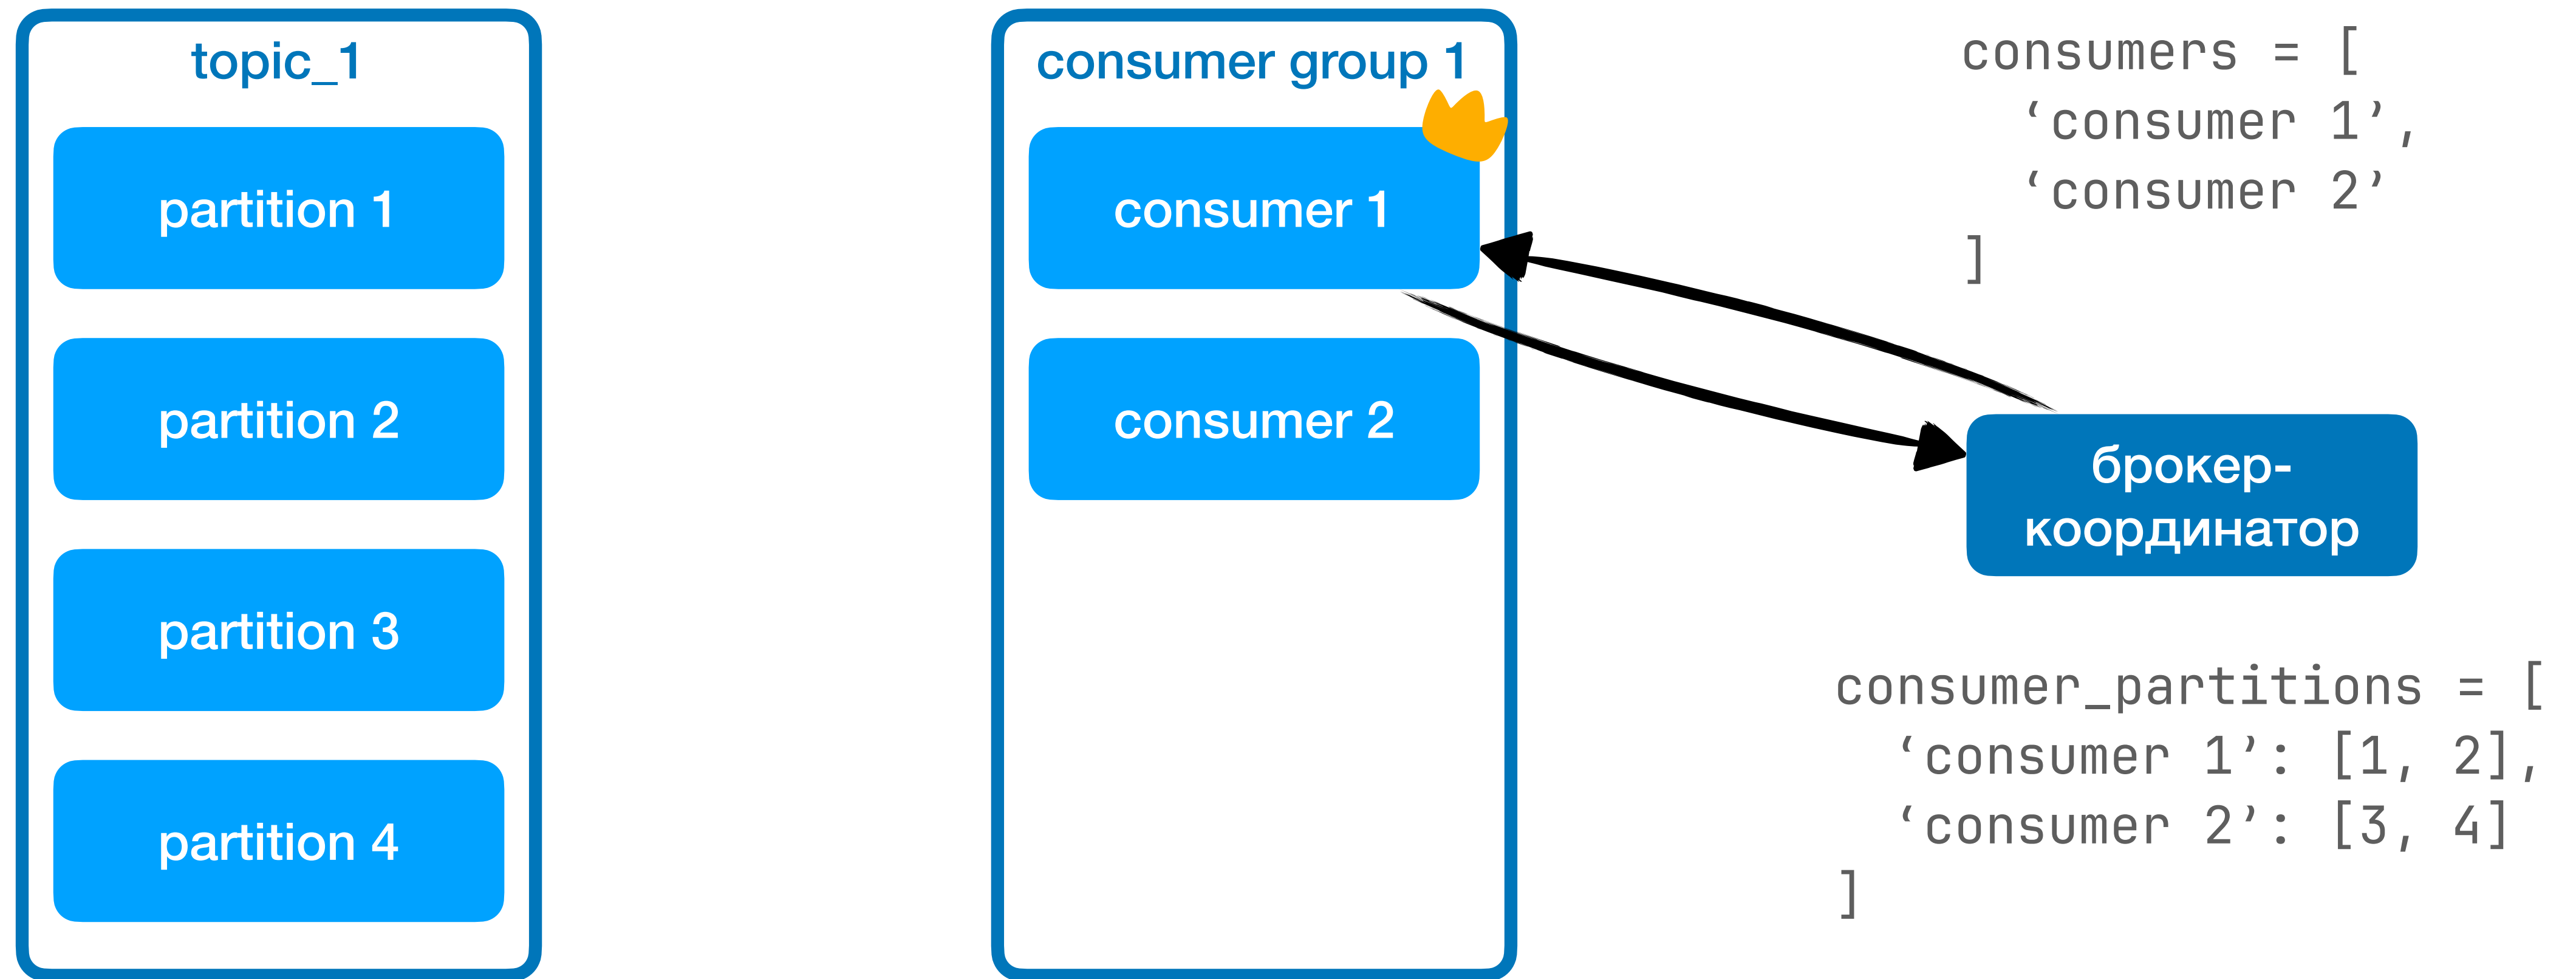 topic_1
partition 1
partition 2
partition 3
partition 4
consumer group 1
consumer 1
consumer 2
consumers = [
‘consumer 1’,
‘consumer 2’
]
брокер-
координатор
consumer_partitions = [
‘consumer 1’: [1, 2],
‘consumer 2’: [3, 4]
]